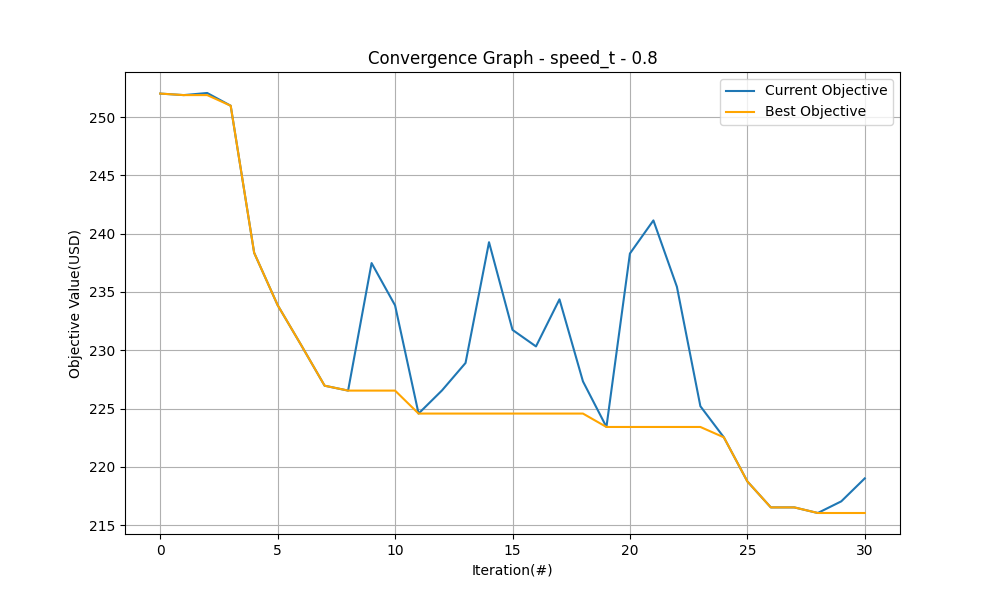 Convergence Graph - speed_t - 0.8
Current Objective
Best Objective
Objective Value(USD)
250
245
240
235
230
225
220
215
0 5 10 15 20 25 30
Iteration(#)